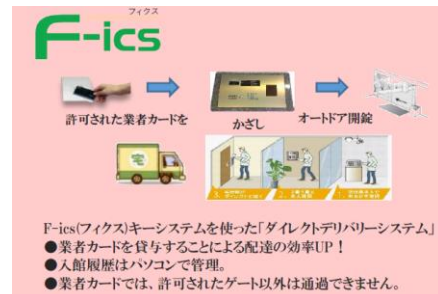 フィクス
F-ics
許可された業者カードを
かざし
オートドア開錠
F-ics(フィクス)キーシステムを使った「ダイレクトデリバリーシステム」
●業者カードを貸与することによる配達の効率UP！
●入館履歴はパソコンで管理。
●業者カードでは、許可されたゲート以外は通過できません。